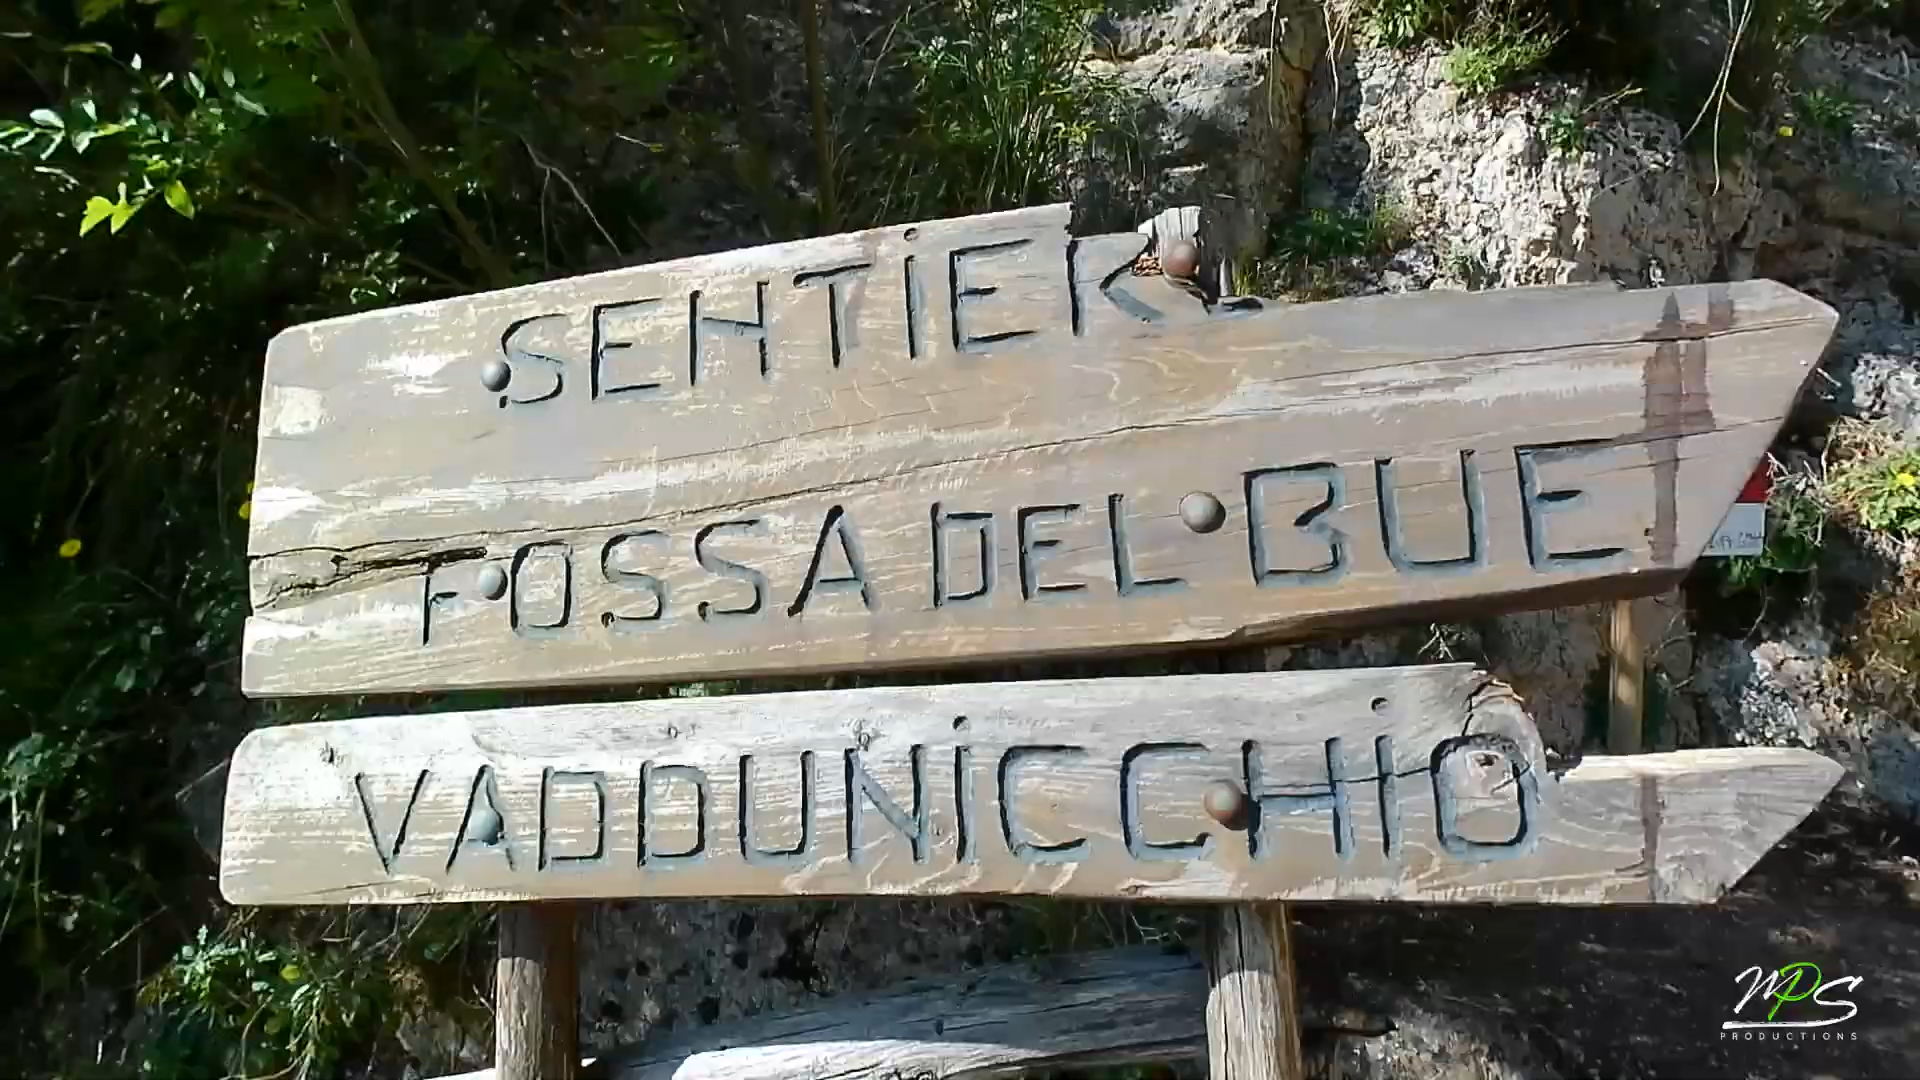 SENTIER
FOSSA DEL BUE
VADDUNICCHIO
MPS
PRODUCTIONS